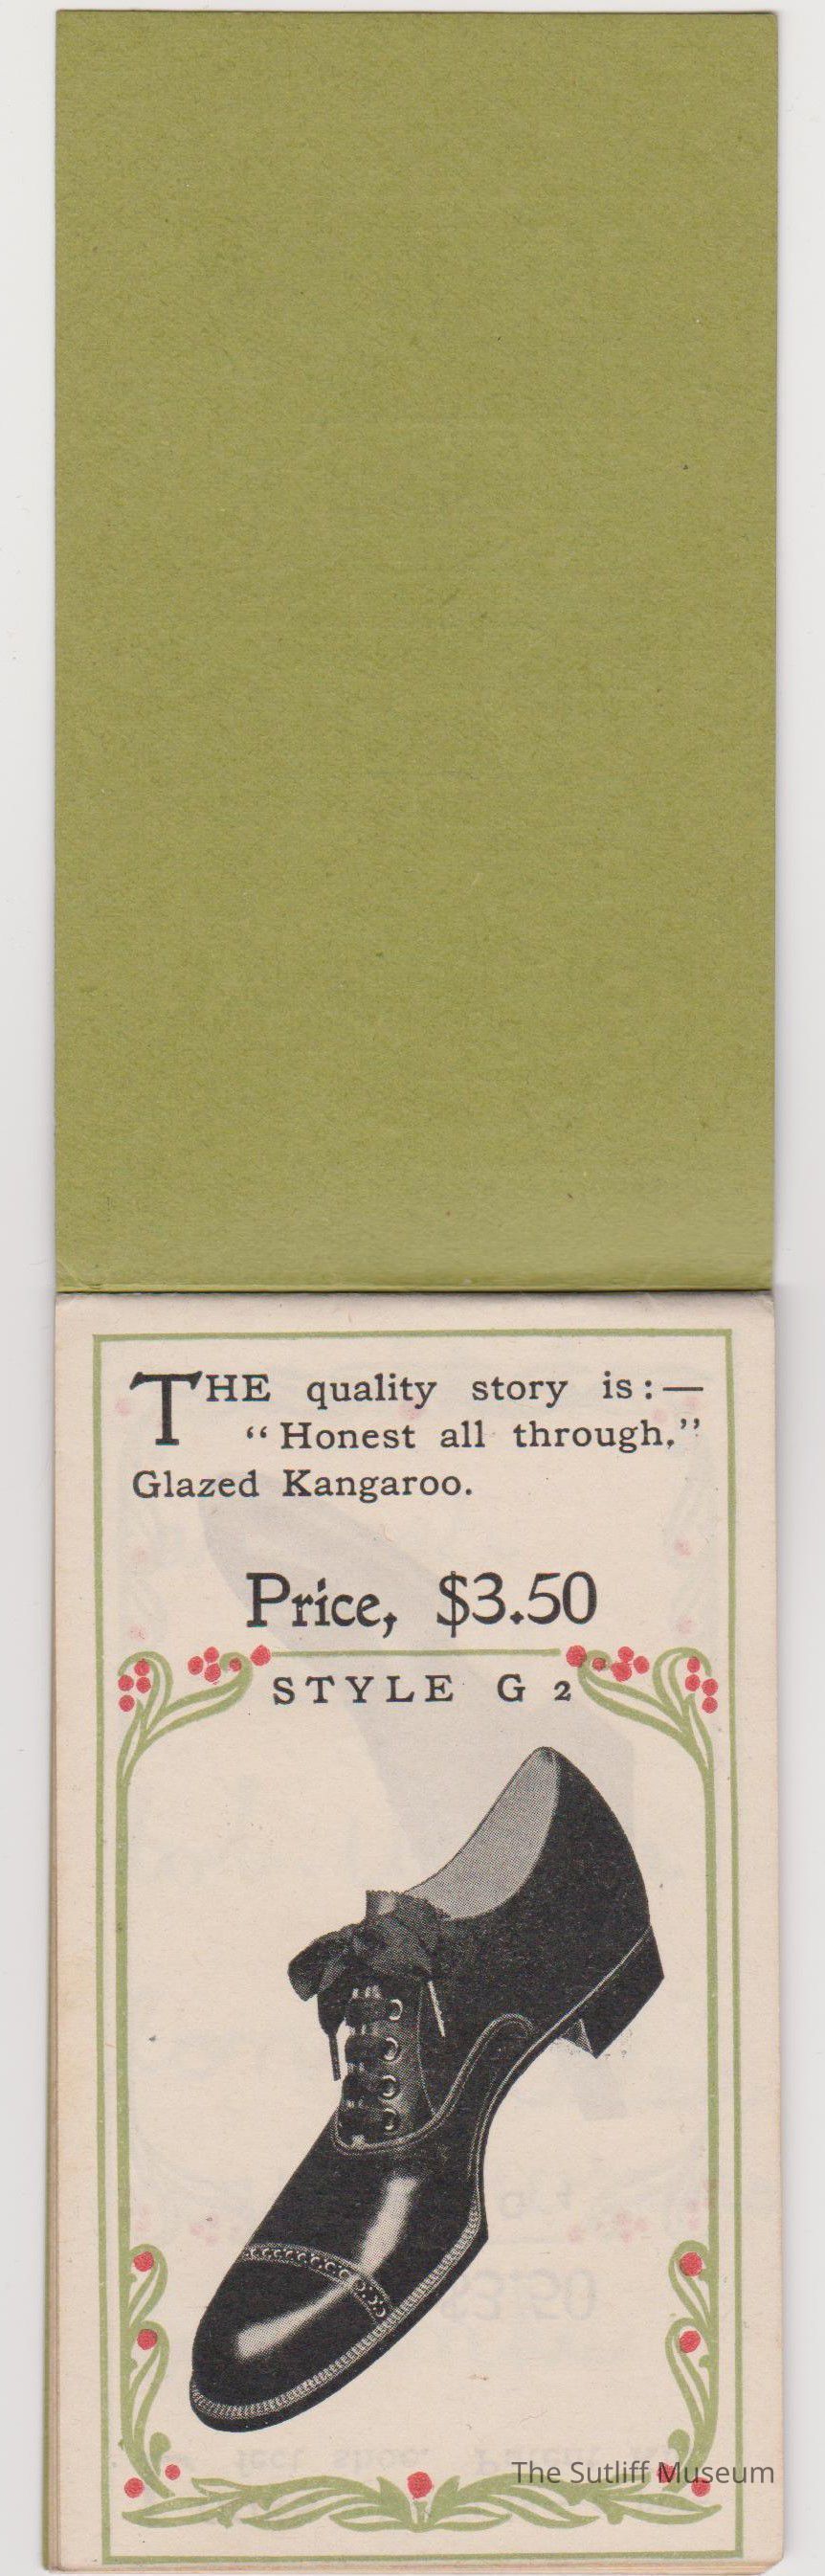 THE quality story is:—
“Honest all through,”
Glazed Kangaroo.
Price, $3.50
STYLE G 2
The Sutliff Museum